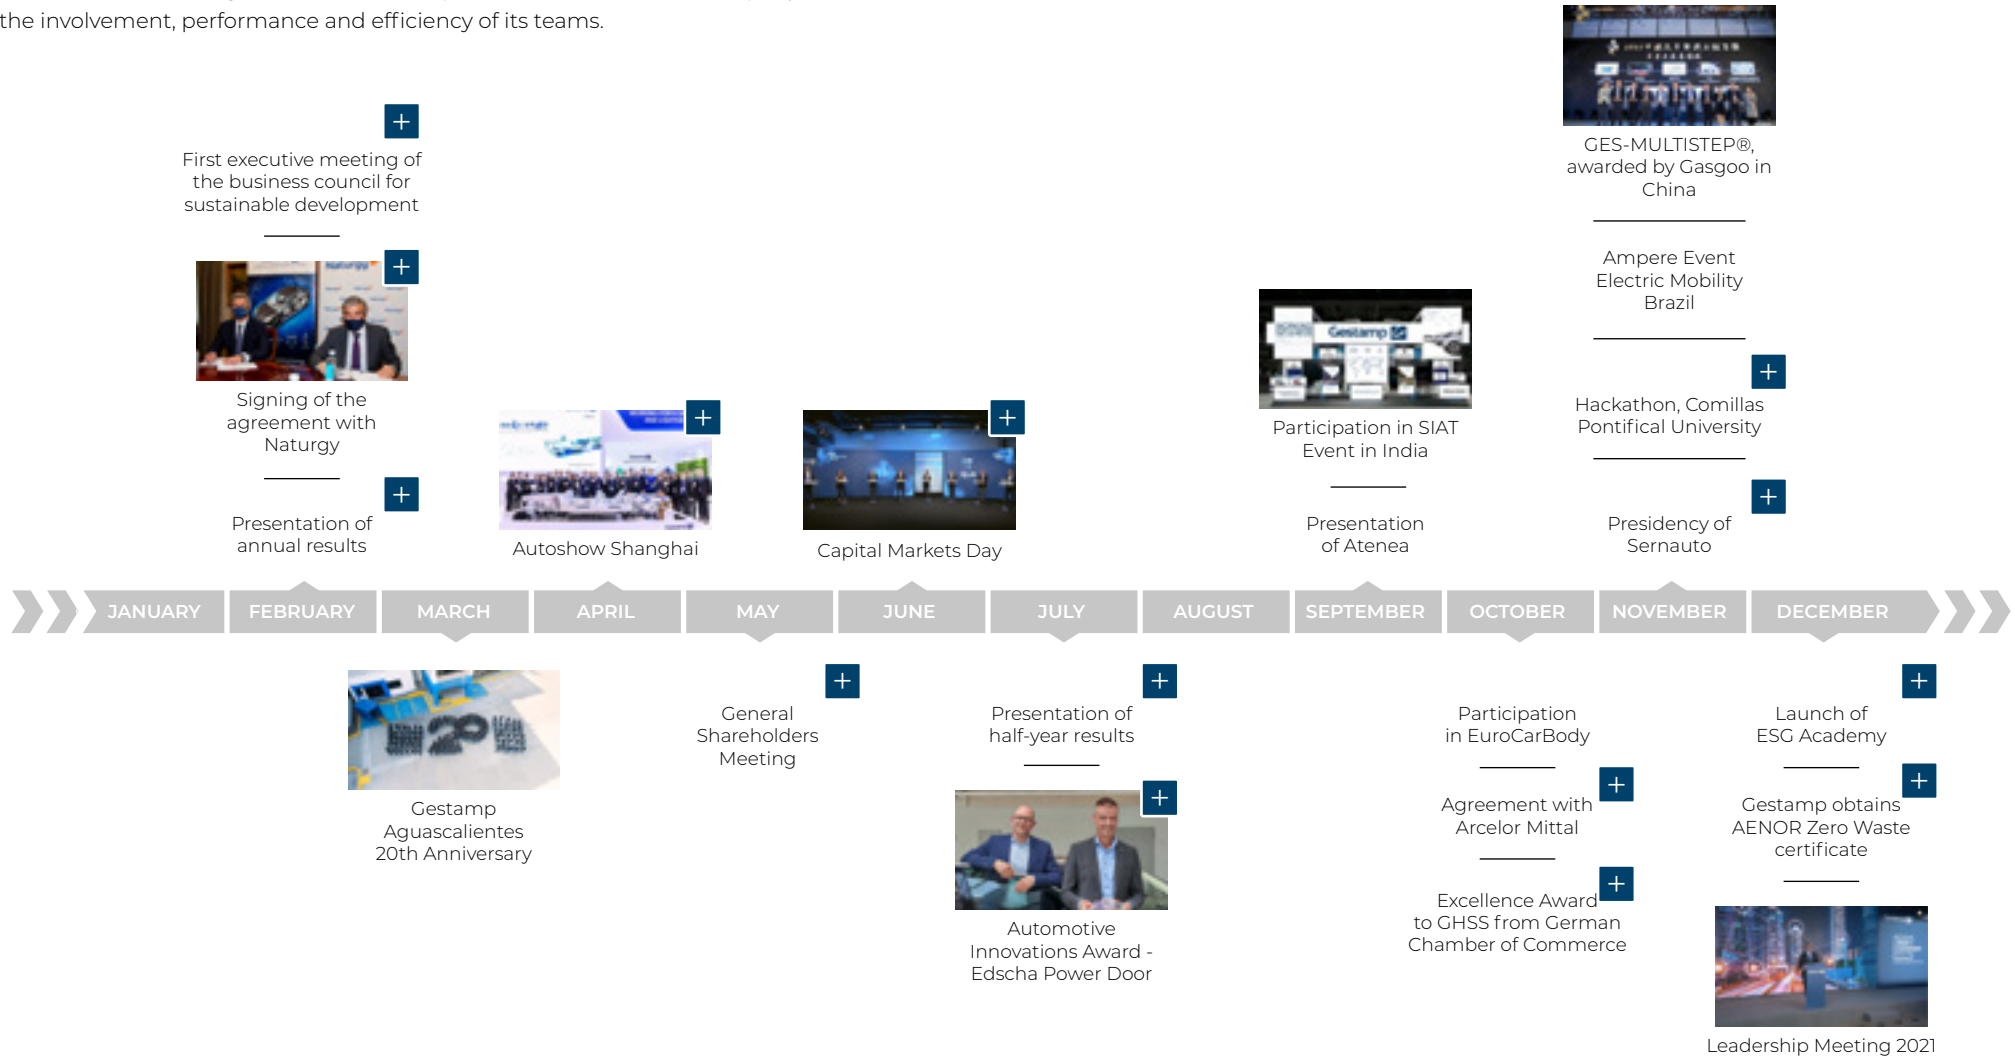 the involvement, performance and efficiency of its teams.
First executive meeting of
the business council for
sustainable development
Naturgy
Signing of the
agreement with
Naturgy
Presentation of
annual results
Autoshow Shanghai
Capital Markets Day
Gestamp
Participation in SIAT
Event in India
Presentation
of Atenea
GES-MULTISTEP®,
awarded by Gasgoo in
China
Ampere Event
Electric Mobility
Brazil
Hackathon, Comillas
Pontifical University
Presidency of
Sernauto
JANUARY
FEBRUARY
MARCH
APRIL
MAY
JUNE
JULY
AUGUST
SEPTEMBER
OCTOBER
NOVEMBER
DECEMBER
20
Gestamp
Aguascalientes
20th Anniversary
General
Shareholders
Meeting
Presentation of
half-year results
Automotive
Innovations Award -
Edscha Power Door
Participation
in EuroCarBody
Agreement with
Arcelor Mittal
Excellence Award
to GHSS from German
Chamber of Commerce
Launch of
ESG Academy
Gestamp obtains
AENOR Zero Waste
certificate
Leadership Meeting 2021